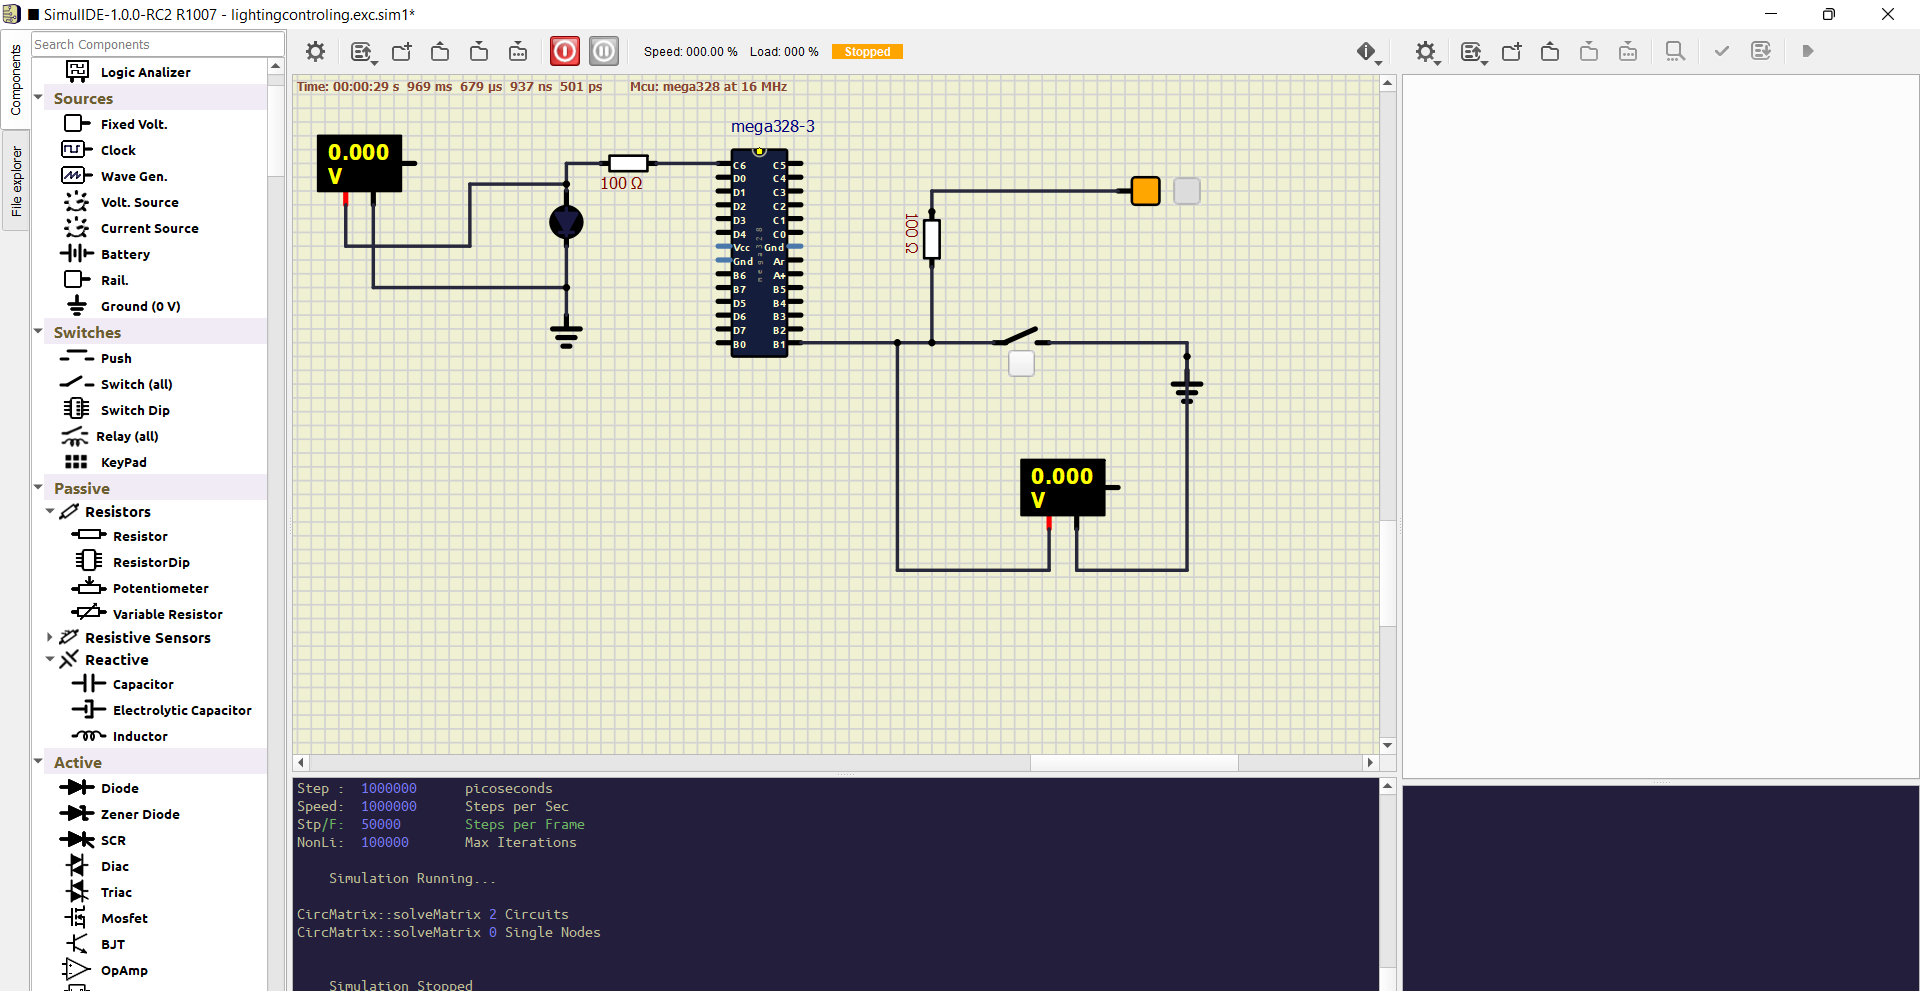 SimulIDE-1.0.0-RC2 R1007 - lightingcontroling.exc.sim1*
Components
File explorer
Search Components
Logic Analizer
Sources
Fixed Volt.
Clock
Wave Gen.
Volt. Source
Current Source
Battery
Rail.
Ground (0 V)
Switches
Push
Switch (all)
Switch Dip
Relay (all)
KeyPad
Passive
Resistors
Resistor
ResistorDip
Potentiometer
Variable Resistor
Resistive Sensors
Reactive
Capacitor
Electrolytic Capacitor
Inductor
Active
Diode
Zener Diode
SCR
Diac
Triac
Mosfet
BJT
OpAmp
Speed: 000.00 % Load: 000 % Stopped
Time: 00:00:29 s 969 ms 679 µs 937 ns 501 ps Mcu: mega328 at 16 MHz
0.000
V
100 Ω
mega328-3
C6 C5
D0 C4
D1 C3
D2 C2
D3 C1
D4 C0
Vcc Gnd
Gnd Ar
B6 A+
B7 B5
D5 B4
D6 B3
D7 B2
B0 B1
mega328
100 Ω
0.000
V
Step : 1000000 picoseconds
Speed: 1000000 Steps per Sec
Stp/F: 50000 Steps per Frame
NonLi: 100000 Max Iterations
Simulation Running...
CircMatrix::solveMatrix 2 Circuits
CircMatrix::solveMatrix 0 Single Nodes
Simulation Stopped